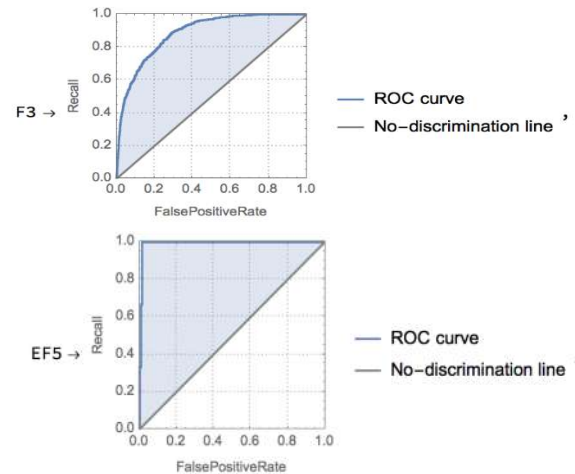 1.0
0.8
0.6
0.4
0.2
0.0
Recall
F3 →
0.0 0.2 0.4 0.6 0.8 1.0
FalsePositiveRate
ROC curve
No-discrimination line ,
1.0
0.8
0.6
0.4
0.2
0.0
Recall
EF5 →
0.0 0.2 0.4 0.6 0.8 1.0
FalsePositiveRate
ROC curve
No-discrimination line